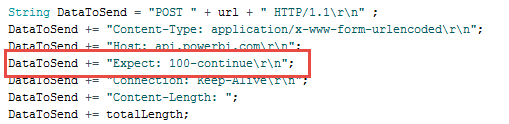 String DataToSend = "POST " + url + " HTTP/1.1\r\n" ;
DataToSend += "Content-Type: application/x-www-form-urlencoded\r\n";
DataToSend += "Host: api.powerbi.com\r\n";
DataToSend += "Expect: 100-continue\r\n";
DataToSend += "Connection: keep-Alive\r\n";
DataToSend += "Content-Length: ";
DataToSend += totalLength;